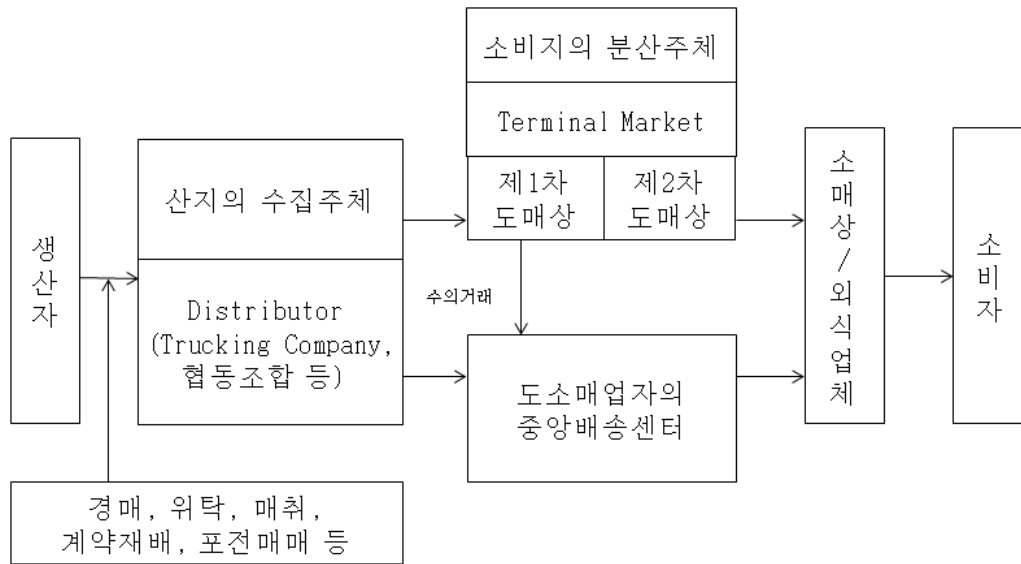 생산자
산지의 수집주체
Distributor
(Trucking Company,
협동조합 등)
경매, 위탁, 매취,
계약재배, 포전매매 등
소비지의 분산주체
Terminal Market
제1차
도매상
제2차
도매상
수의거래
도소매업자의
중앙배송센터
소매상/외식업체
소비자